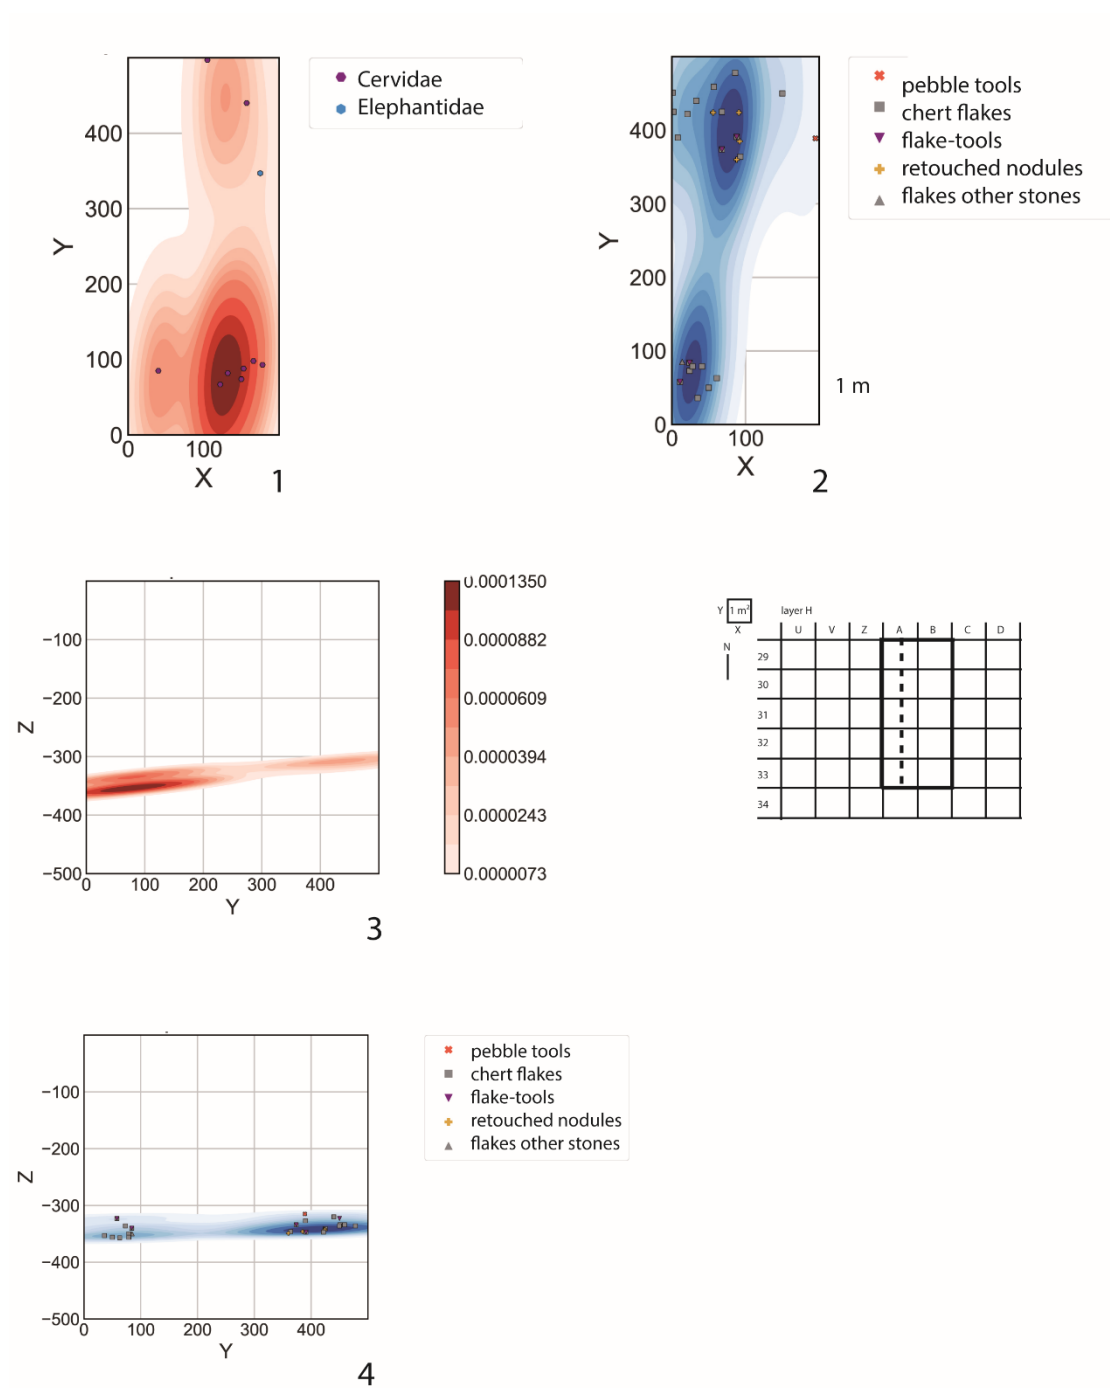 Cervidae
Elephantidae
400
300
200
100
0
0 100
Y
X
1
pebble tools
chert flakes
flake-tools
retouched nodules
flakes other stones
400
300
200
100
0
0 100
Y
X
1 m
2
−100
−200
−300
−400
−500
0 100 200 300 400
Z
Y
3
0.0001350
0.0000882
0.0000609
0.0000394
0.0000243
0.0000073
Y 1 m² layer H
X U V Z A B C D
N
29
30
31
32
33
34
−100
−200
−300
−400
−500
0 100 200 300 400
Z
Y
4
pebble tools
chert flakes
flake-tools
retouched nodules
flakes other stones